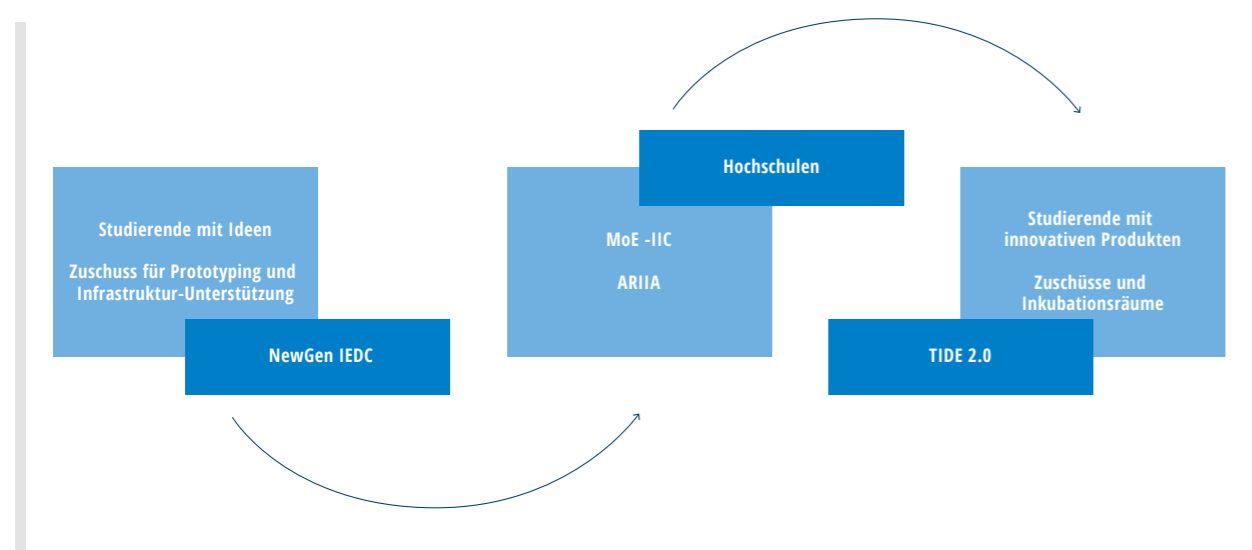 Studierende mit Ideen
Zuschuss für Prototyping und
Infrastruktur-Unterstützung
NewGen IEDC
Hochschulen
MoE -IIC
ARIIA
Studierende mit
innovativen Produkten
Zuschüsse und
Inkubationsräume
TIDE 2.0